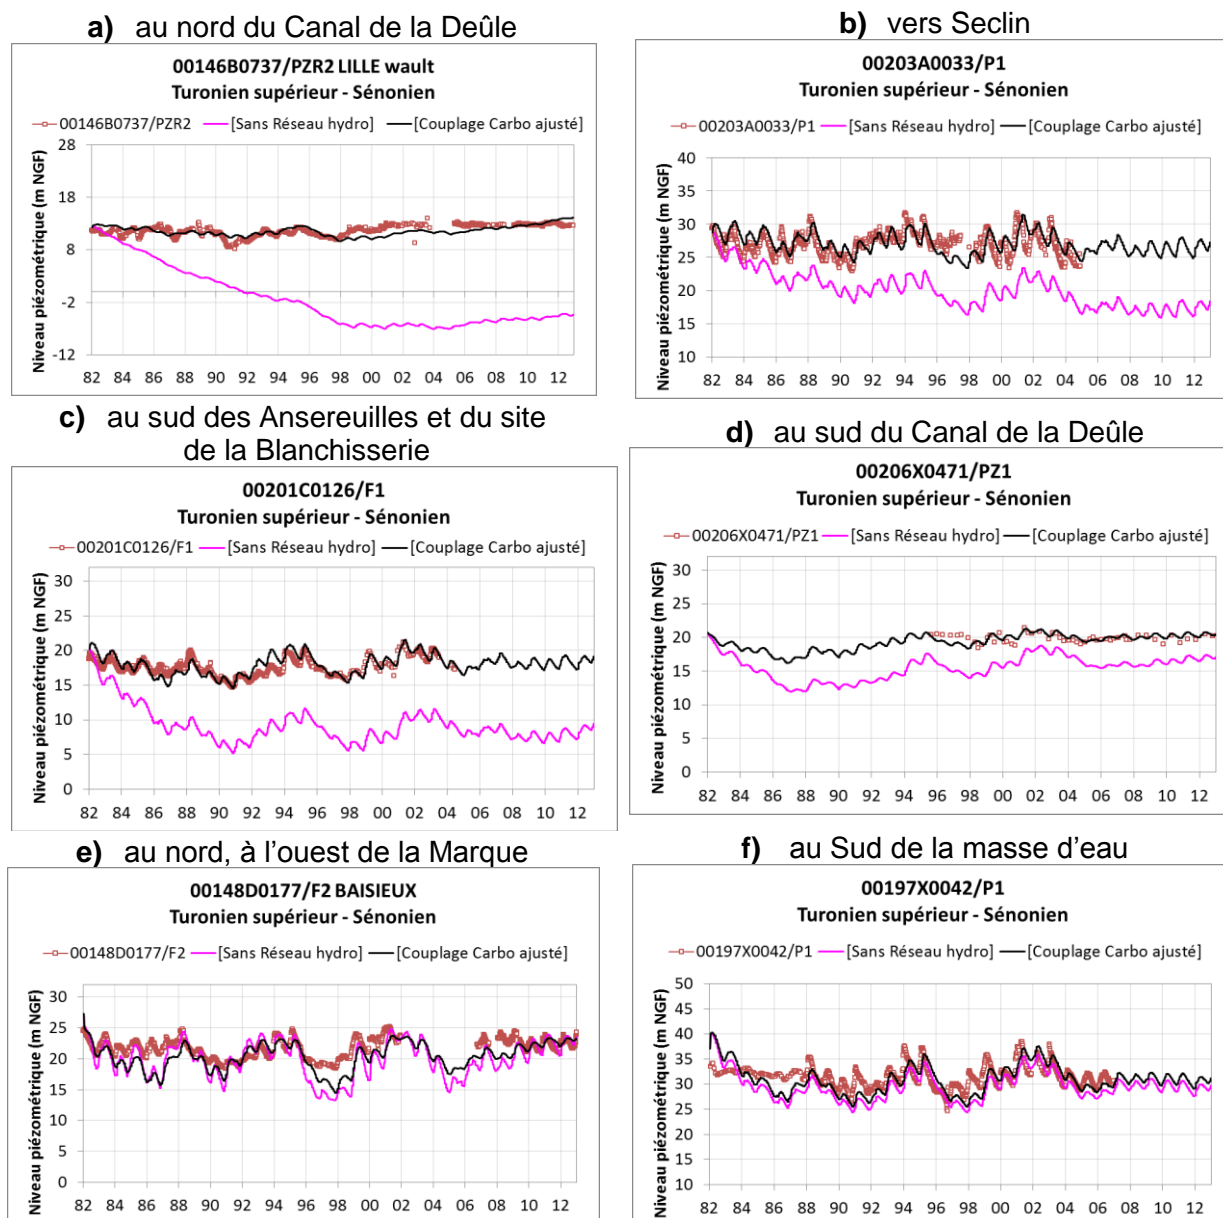 a) au nord du Canal de la Deûle
00146B0737/PZR2 LILLE wault
Turonien supérieur - Sénonien
00146B0737/PZR2 [Sans Réseau hydro] [Couplage Carbo ajusté]
Niveau piézométrique (m NGF)
28
18
8
-2
-12
82 84 86 88 90 92 94 96 98 00 02 04 06 08 10 12
b) vers Seclin
00203A0033/P1
Turonien supérieur - Sénonien
00203A0033/P1 [Sans Réseau hydro] [Couplage Carbo ajusté]
Niveau piézométrique (m NGF)
40
35
30
25
20
15
10
82 84 86 88 90 92 94 96 98 00 02 04 06 08 10 12
c) au sud des Ansereuilles et du site
de la Blanchisserie
00201C0126/F1
Turonien supérieur - Sénonien
00201C0126/F1 [Sans Réseau hydro] [Couplage Carbo ajusté]
Niveau piézométrique (m NGF)
30
25
20
15
10
5
0
82 84 86 88 90 92 94 96 98 00 02 04 06 08 10 12
d) au sud du Canal de la Deûle
00206X0471/PZ1
Turonien supérieur - Sénonien
00206X0471/PZ1 [Sans Réseau hydro] [Couplage Carbo ajusté]
Niveau piézométrique (m NGF)
30
25
20
15
10
5
0
82 84 86 88 90 92 94 96 98 00 02 04 06 08 10 12
e) au nord, à l'ouest de la Marque
00148D0177/F2 BAISIEUX
Turonien supérieur - Sénonien
00148D0177/F2 [Sans Réseau hydro] [Couplage Carbo ajusté]
Niveau piézométrique (m NGF)
30
25
20
15
10
5
0
82 84 86 88 90 92 94 96 98 00 02 04 06 08 10 12
f) au Sud de la masse d'eau
00197X0042/P1
Turonien supérieur - Sénonien
00197X0042/P1 [Sans Réseau hydro] [Couplage Carbo ajusté]
Niveau piézométrique (m NGF)
50
45
40
35
30
25
20
15
10
82 84 86 88 90 92 94 96 98 00 02 04 06 08 10 12